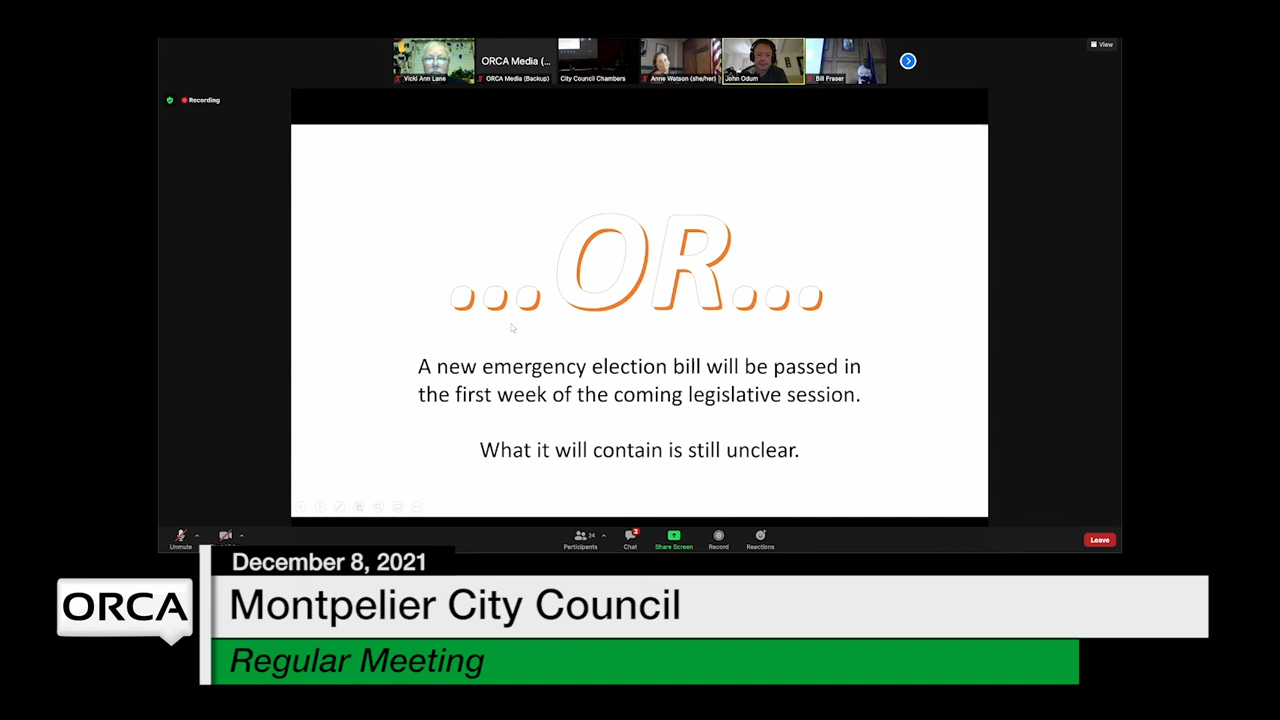 View
ORCA Media (...
Vicki Ann Lane
ORCA Media (Backup)
City Council Chambers
Anne Watson (she/her)
John Odum
Bill Fraser
Recording
...OR...
A new emergency election bill will be passed in
the first week of the coming legislative session.
What it will contain is still unclear.
Unmute
24
Participants
2
Chat
Share Screen
Record
Reactions
Leave
December 8, 2021
ORCA
Montpelier City Council
Regular Meeting